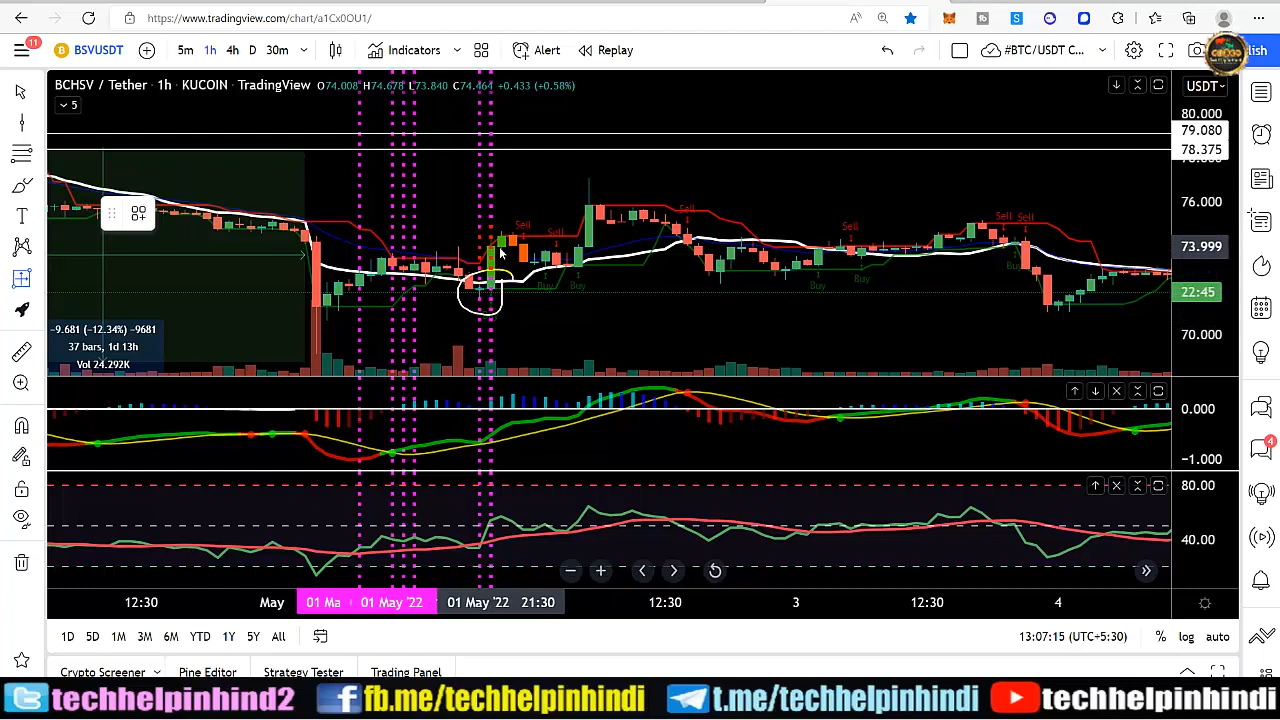 https://www.tradingview.com/chart/a1Cx0OU1/
11
BSVUSDT 5m 1h 4h D 30m Indicators Alert Replay #BTC/USDT C... lish
BCHSV / Tether · 1h · KUCOIN · TradingView O74.008 H74.678 L73.840 C74.464 +0.433 (+0.58%)
5
USDT
80.000
79.080
78.375
76.000
73.999
22:45
70.000
Sell
Sell
Sell
Sell
Sell Sell
Buy
Buy
Buy
Buy
Buy
-9.681 (-12.34%) -9681
37 bars, 1d 13h
Vol 24.292K
0.000
−1.000
4
80.00
40.00
12:30 May 01 Ma 01 May '22 01 May '22 21:30 12:30 3 12:30 4
1D 5D 1M 3M 6M YTD 1Y 5Y All 13:07:15 (UTC+5:30) % log auto
Crypto Screener Pine Editor Strategy Tester Trading Panel
techhelpinhind2 fb.me/techhelpinhindi t.me/techhelpinhindi techhelpinhindi